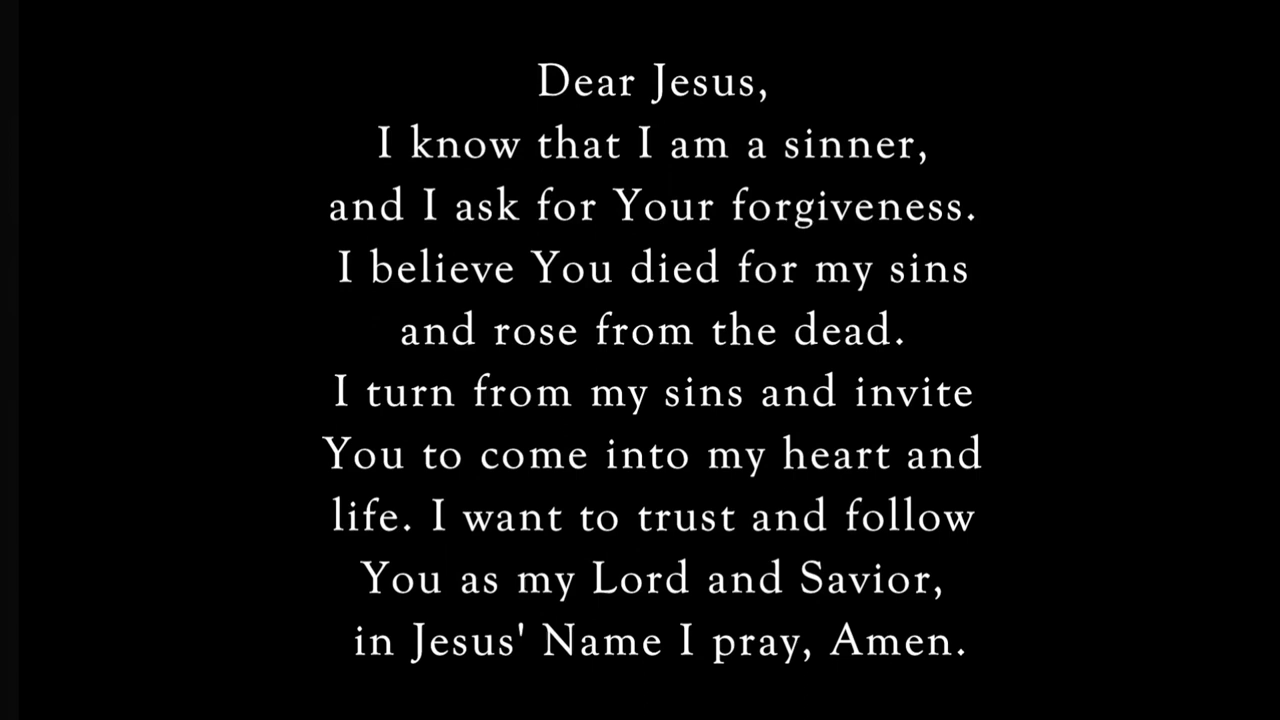 Dear Jesus,
I know that I am a sinner,
and I ask for Your forgiveness.
I believe You died for my sins
and rose from the dead.
I turn from my sins and invite
You to come into my heart and
life. I want to trust and follow
You as my Lord and Savior,
in Jesus' Name I pray, Amen.